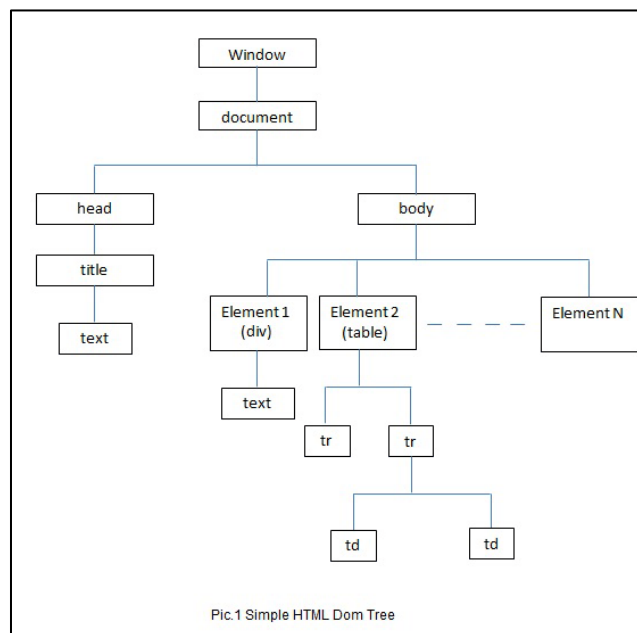 Window
document
head
body
title
text
Element 1
(div)
Element 2
(table)
Element N
text
tr
tr
td
td
Pic.1 Simple HTML Dom Tree